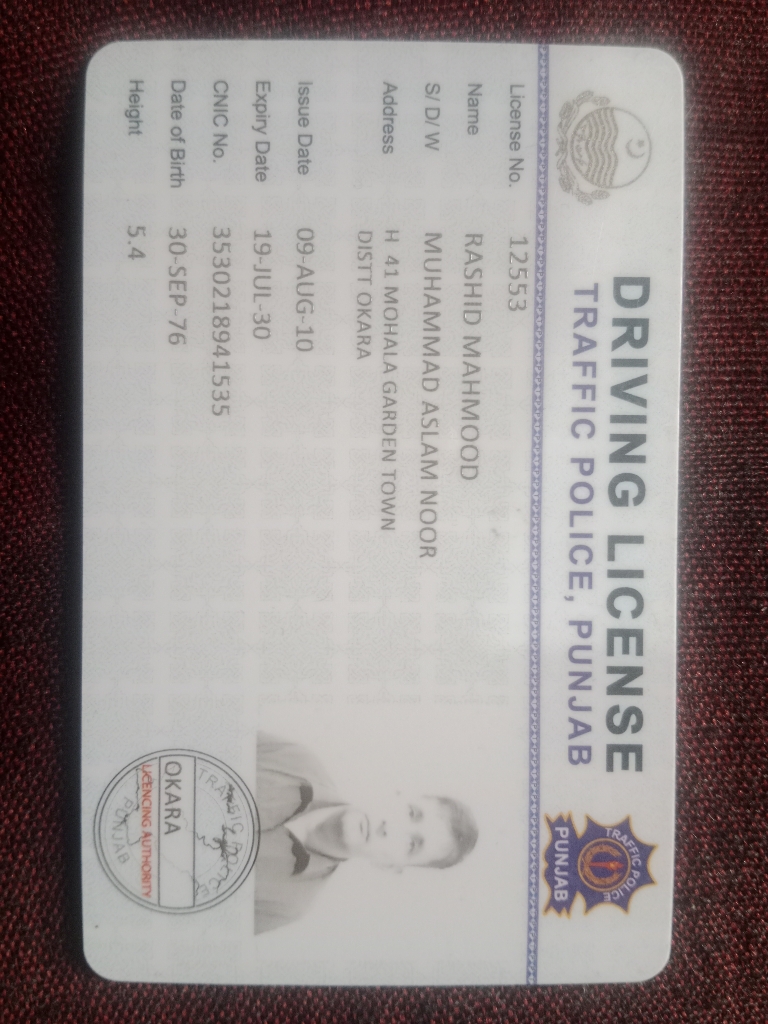 DRIVING LICENSE
TRAFFIC POLICE, PUNJAB
TRAFFIC POLICE
PUNJAB
License No. 12553
Name RASHID MAHMOOD
S/ D/ W MUHAMMAD ASLAM NOOR
Address H 41 MOHALA GARDEN TOWN
DISTT OKARA
Issue Date 09-AUG-10
Expiry Date 19-JUL-30
CNIC No. 3530218941535
Date of Birth 30-SEP-76
Height 5.4
TRAFFIC POLICE
OKARA
LICENCING AUTHORITY
PUNJAB